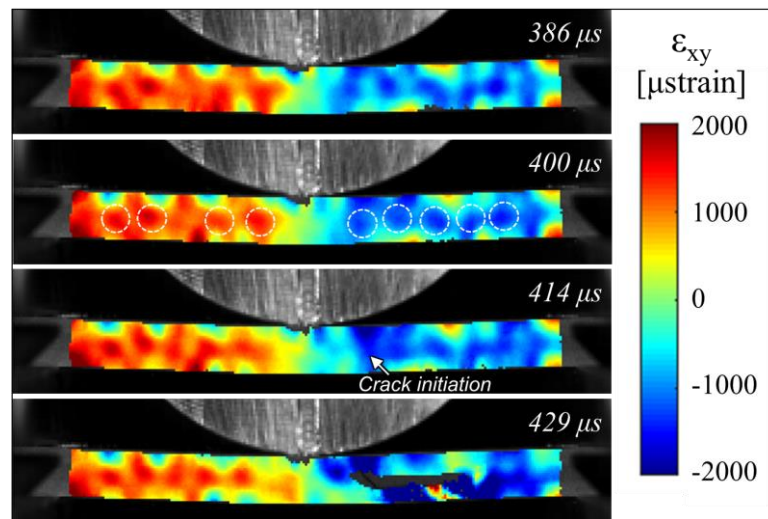 386 μs
400 μs
414 μs
Crack initiation
429 μs
εxy
[μstrain]
2000
1000
0
-1000
-2000